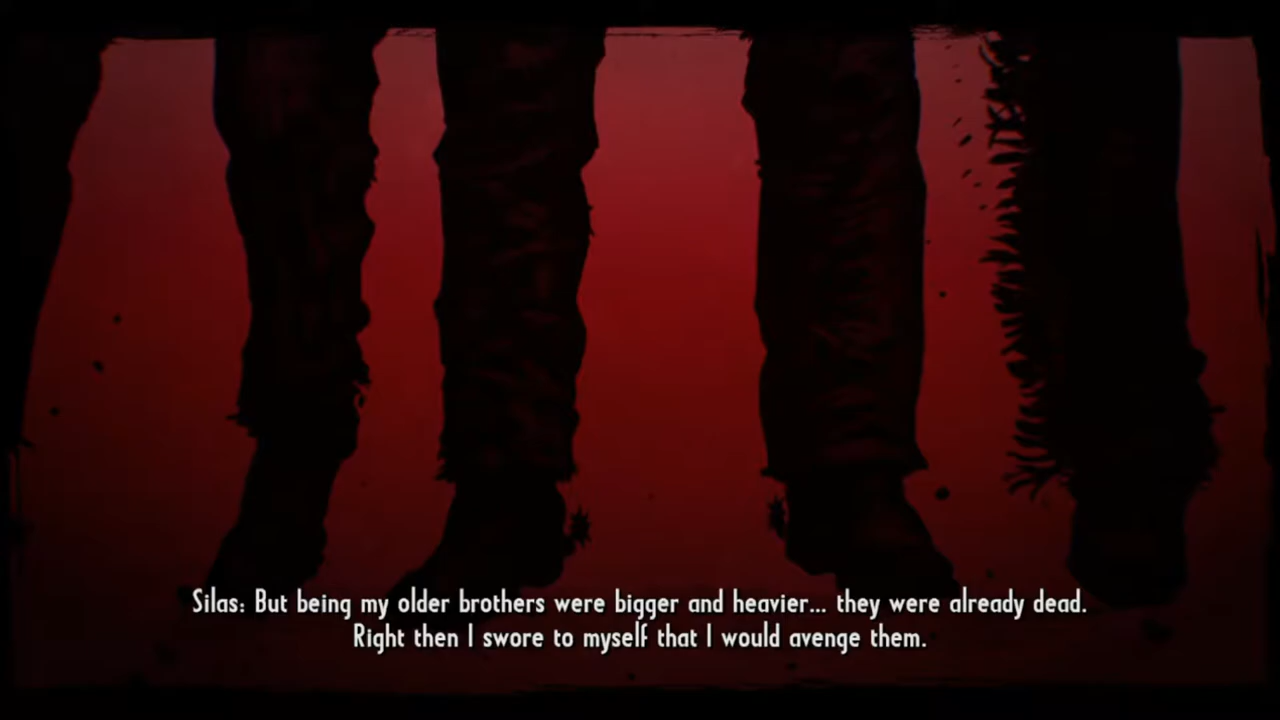 Silas: But being my older brothers were bigger and heavier... they were already dead.
Right then I swore to myself that I would avenge them.